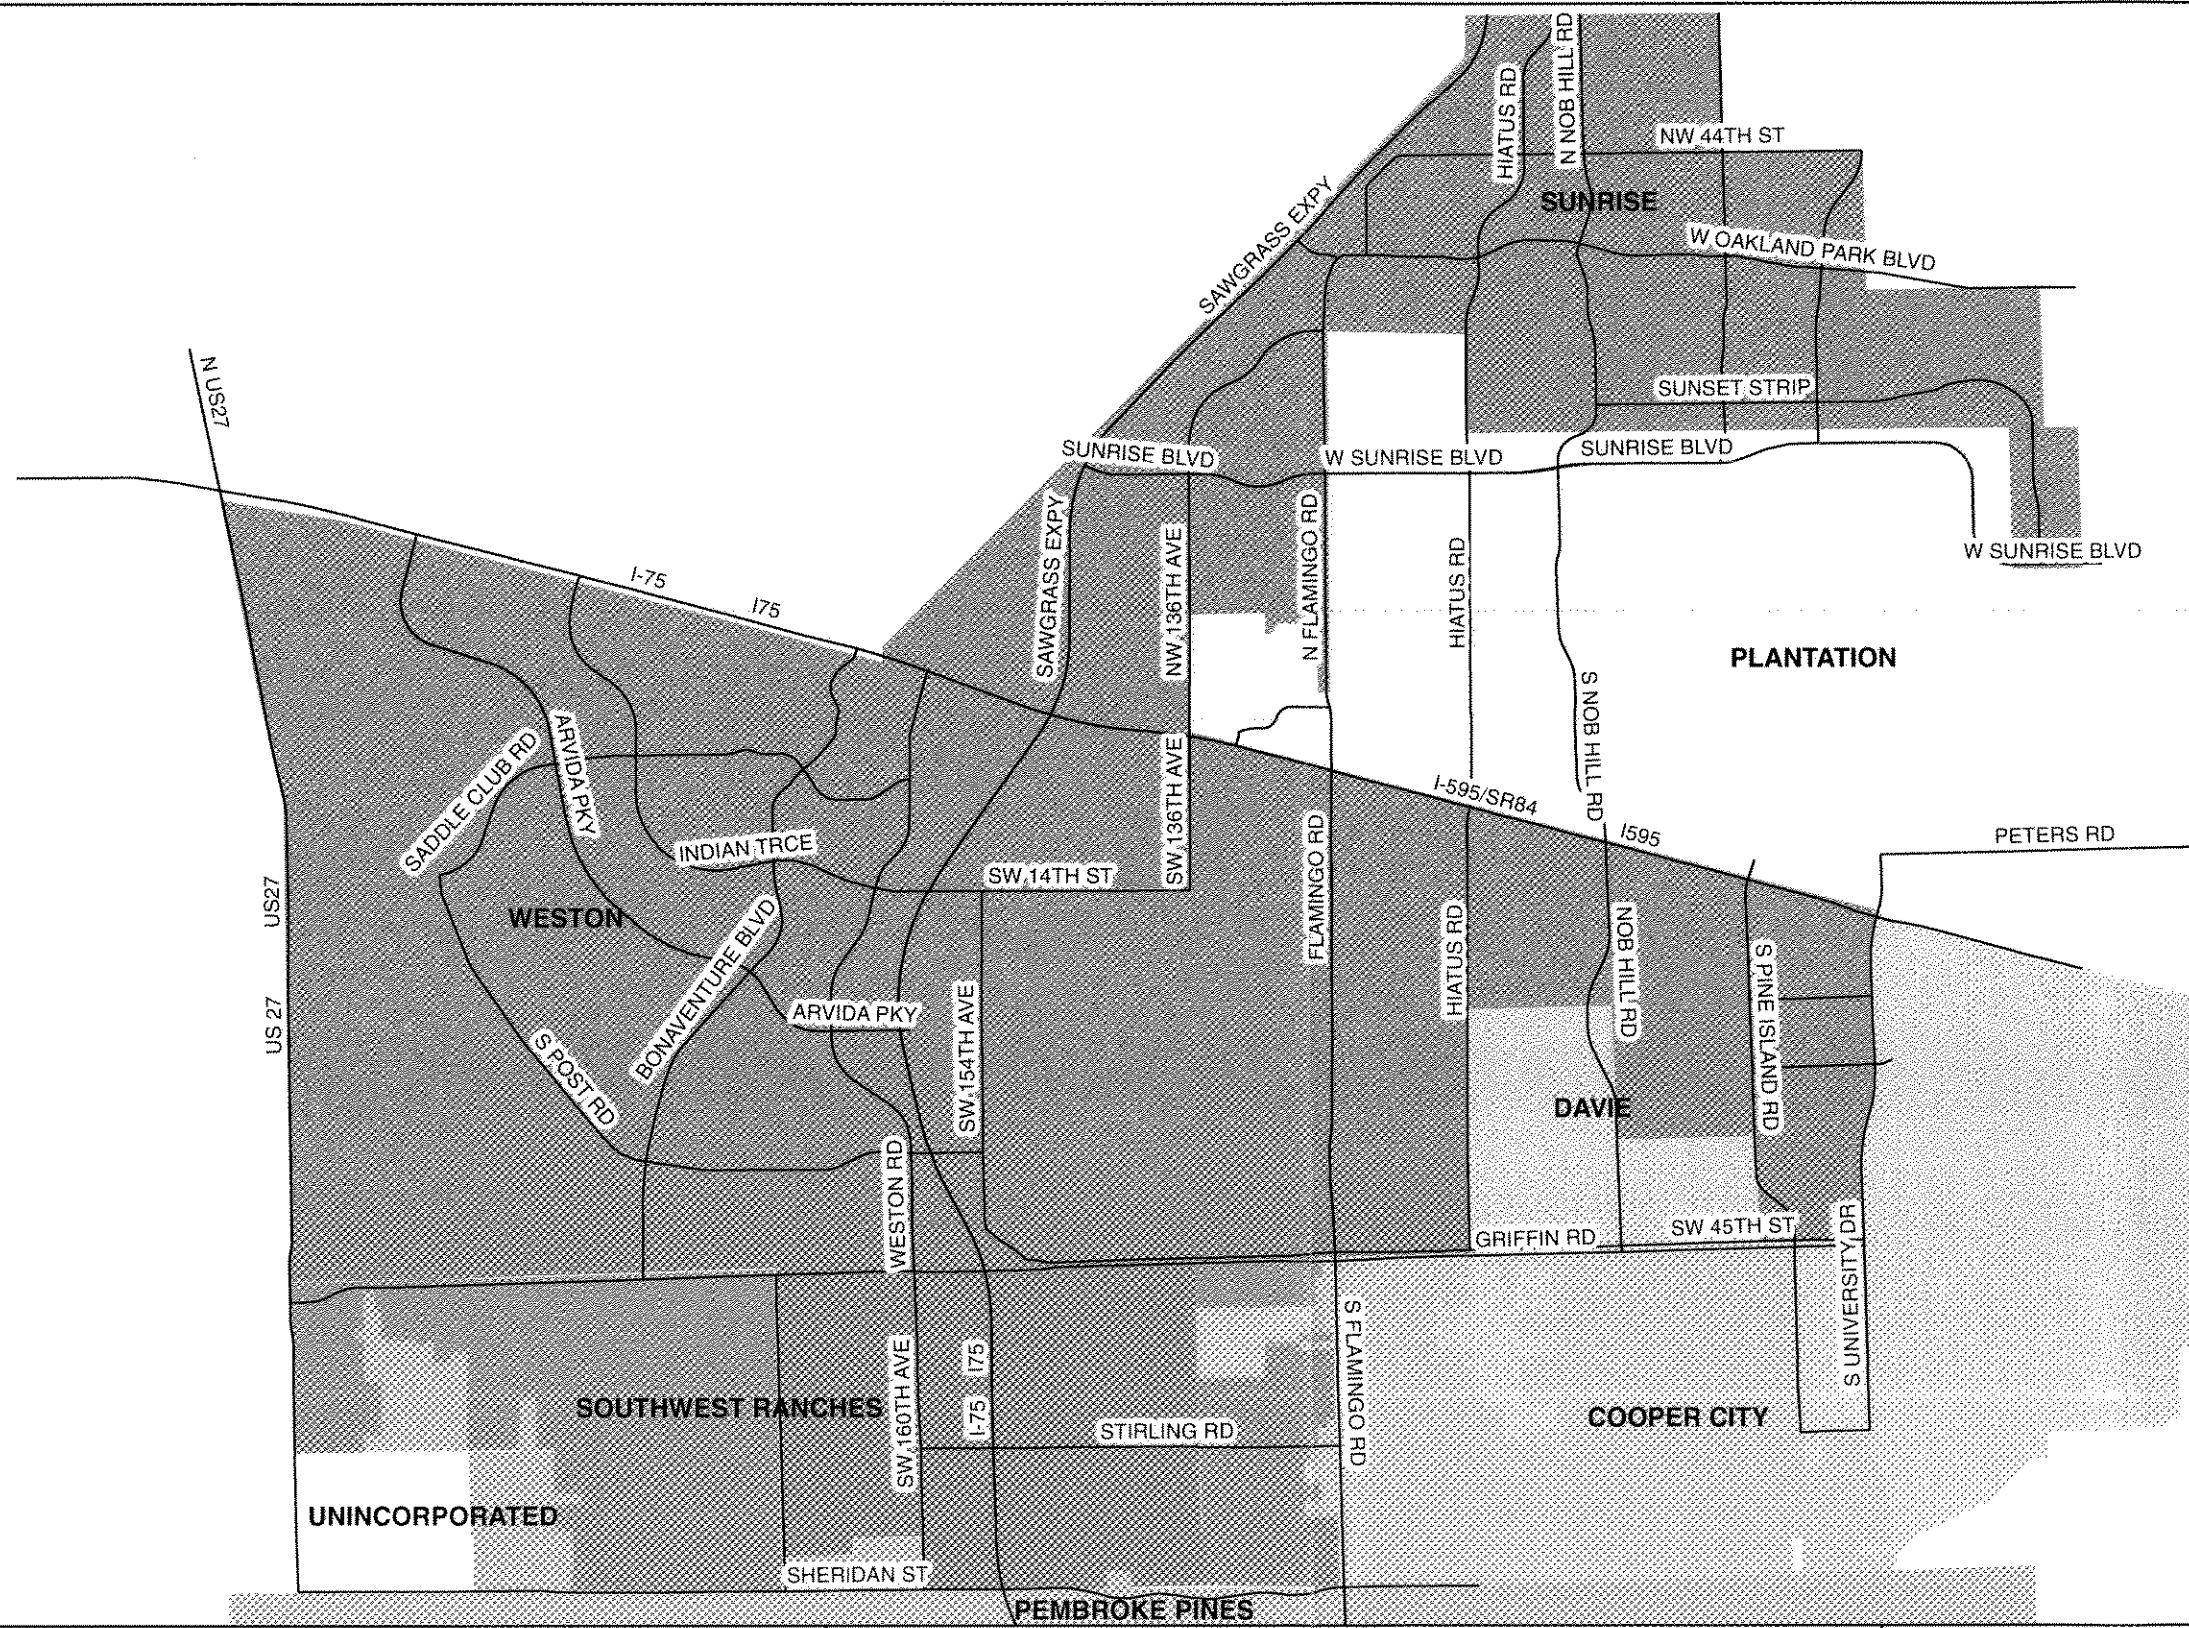 HIATUS RD
N NOB HILL RD
NW 44TH ST
SUNRISE
SAWGRASS EXPY
W OAKLAND PARK BLVD
N US27
SUNSET STRIP
SUNRISE BLVD
W SUNRISE BLVD
SUNRISE BLVD
SAWGRASS EXPY
NW 136TH AVE
N FLAMINGO RD
HIATUS RD
W SUNRISE BLVD
I-75
I75
PLANTATION
S NOB HILL RD
SADDLE CLUB RD
ARVIDA PKY
SW 136TH AVE
I-595/SR84
I595
PETERS RD
INDIAN TRCE
SW 14TH ST
FLAMINGO RD
US27
WESTON
BONAVENTURE BLVD
HIATUS RD
NOB HILL RD
S PINE ISLAND RD
US 27
ARVIDA PKY
SW 154TH AVE
S POST RD
DAVIE
WESTON RD
GRIFFIN RD
SW 45TH ST
S UNIVERSITY DR
S FLAMINGO RD
I75
SW 160TH AVE
I-75
SOUTHWEST RANCHES
STIRLING RD
COOPER CITY
UNINCORPORATED
SHERIDAN ST
PEMBROKE PINES